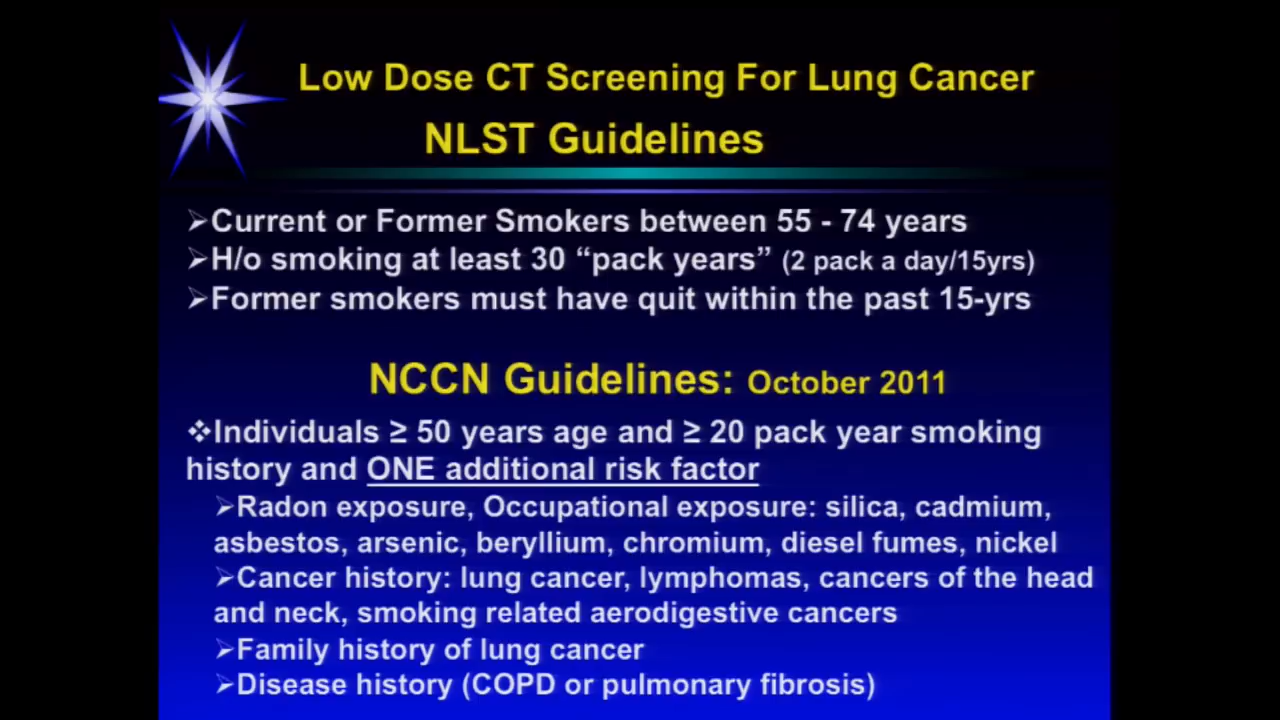 Low Dose CT Screening For Lung Cancer
NLST Guidelines
➢Current or Former Smokers between 55 - 74 years
➢H/o smoking at least 30 “pack years” (2 pack a day/15yrs)
➢Former smokers must have quit within the past 15-yrs
NCCN Guidelines: October 2011
❖Individuals ≥ 50 years age and ≥ 20 pack year smoking
history and ONE additional risk factor
➢Radon exposure, Occupational exposure: silica, cadmium,
asbestos, arsenic, beryllium, chromium, diesel fumes, nickel
➢Cancer history: lung cancer, lymphomas, cancers of the head
and neck, smoking related aerodigestive cancers
➢Family history of lung cancer
➢Disease history (COPD or pulmonary fibrosis)